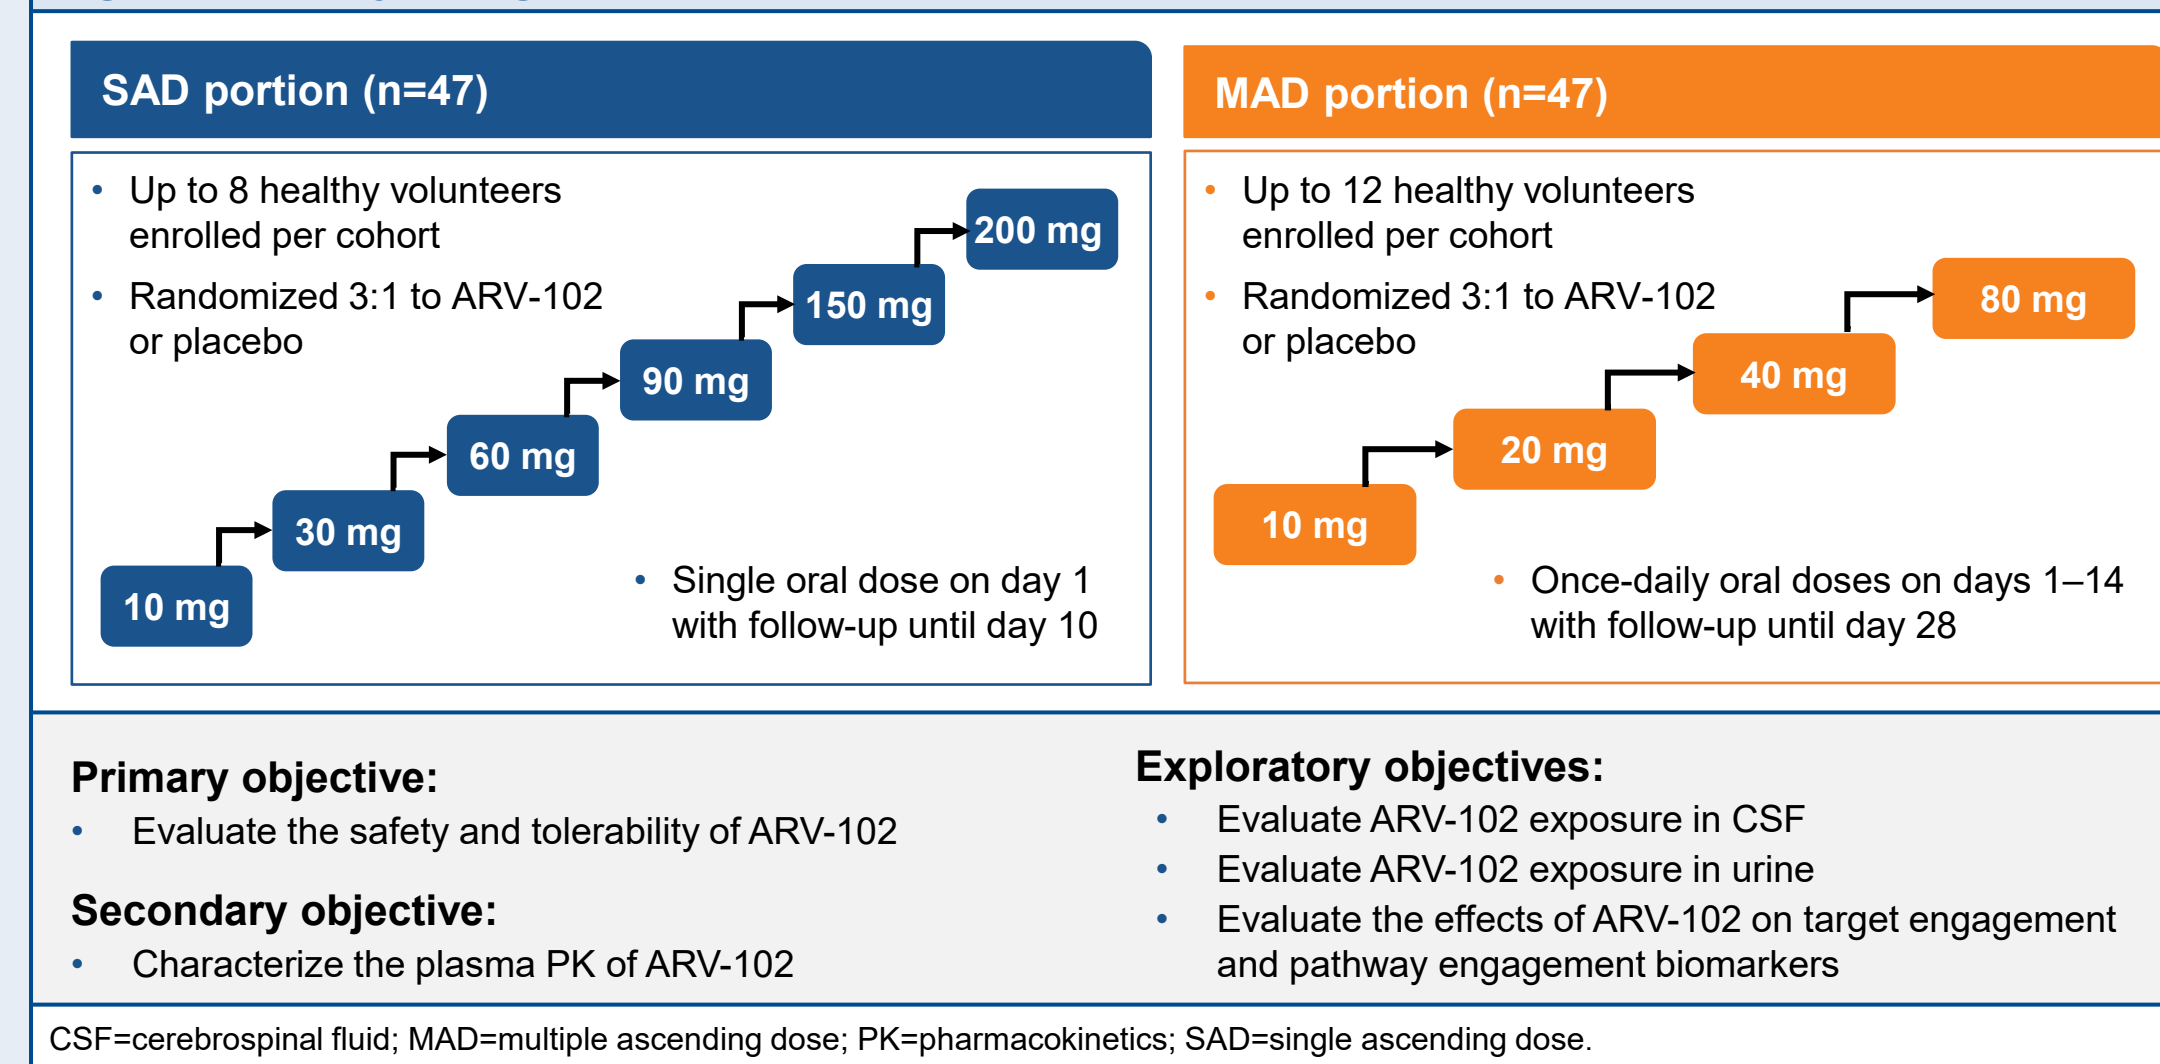 SAD portion (n=47)
• Up to 8 healthy volunteers
enrolled per cohort
• Randomized 3:1 to ARV-102
or placebo
200 mg
150 mg
90 mg
60 mg
30 mg
10 mg
• Single oral dose on day 1
with follow-up until day 10
MAD portion (n=47)
• Up to 12 healthy volunteers
enrolled per cohort
• Randomized 3:1 to ARV-102
or placebo
80 mg
40 mg
20 mg
10 mg
• Once-daily oral doses on days 1–14
with follow-up until day 28
Primary objective:
• Evaluate the safety and tolerability of ARV-102
Secondary objective:
• Characterize the plasma PK of ARV-102
Exploratory objectives:
• Evaluate ARV-102 exposure in CSF
• Evaluate ARV-102 exposure in urine
• Evaluate the effects of ARV-102 on target engagement
and pathway engagement biomarkers
CSF=cerebrospinal fluid; MAD=multiple ascending dose; PK=pharmacokinetics; SAD=single ascending dose.